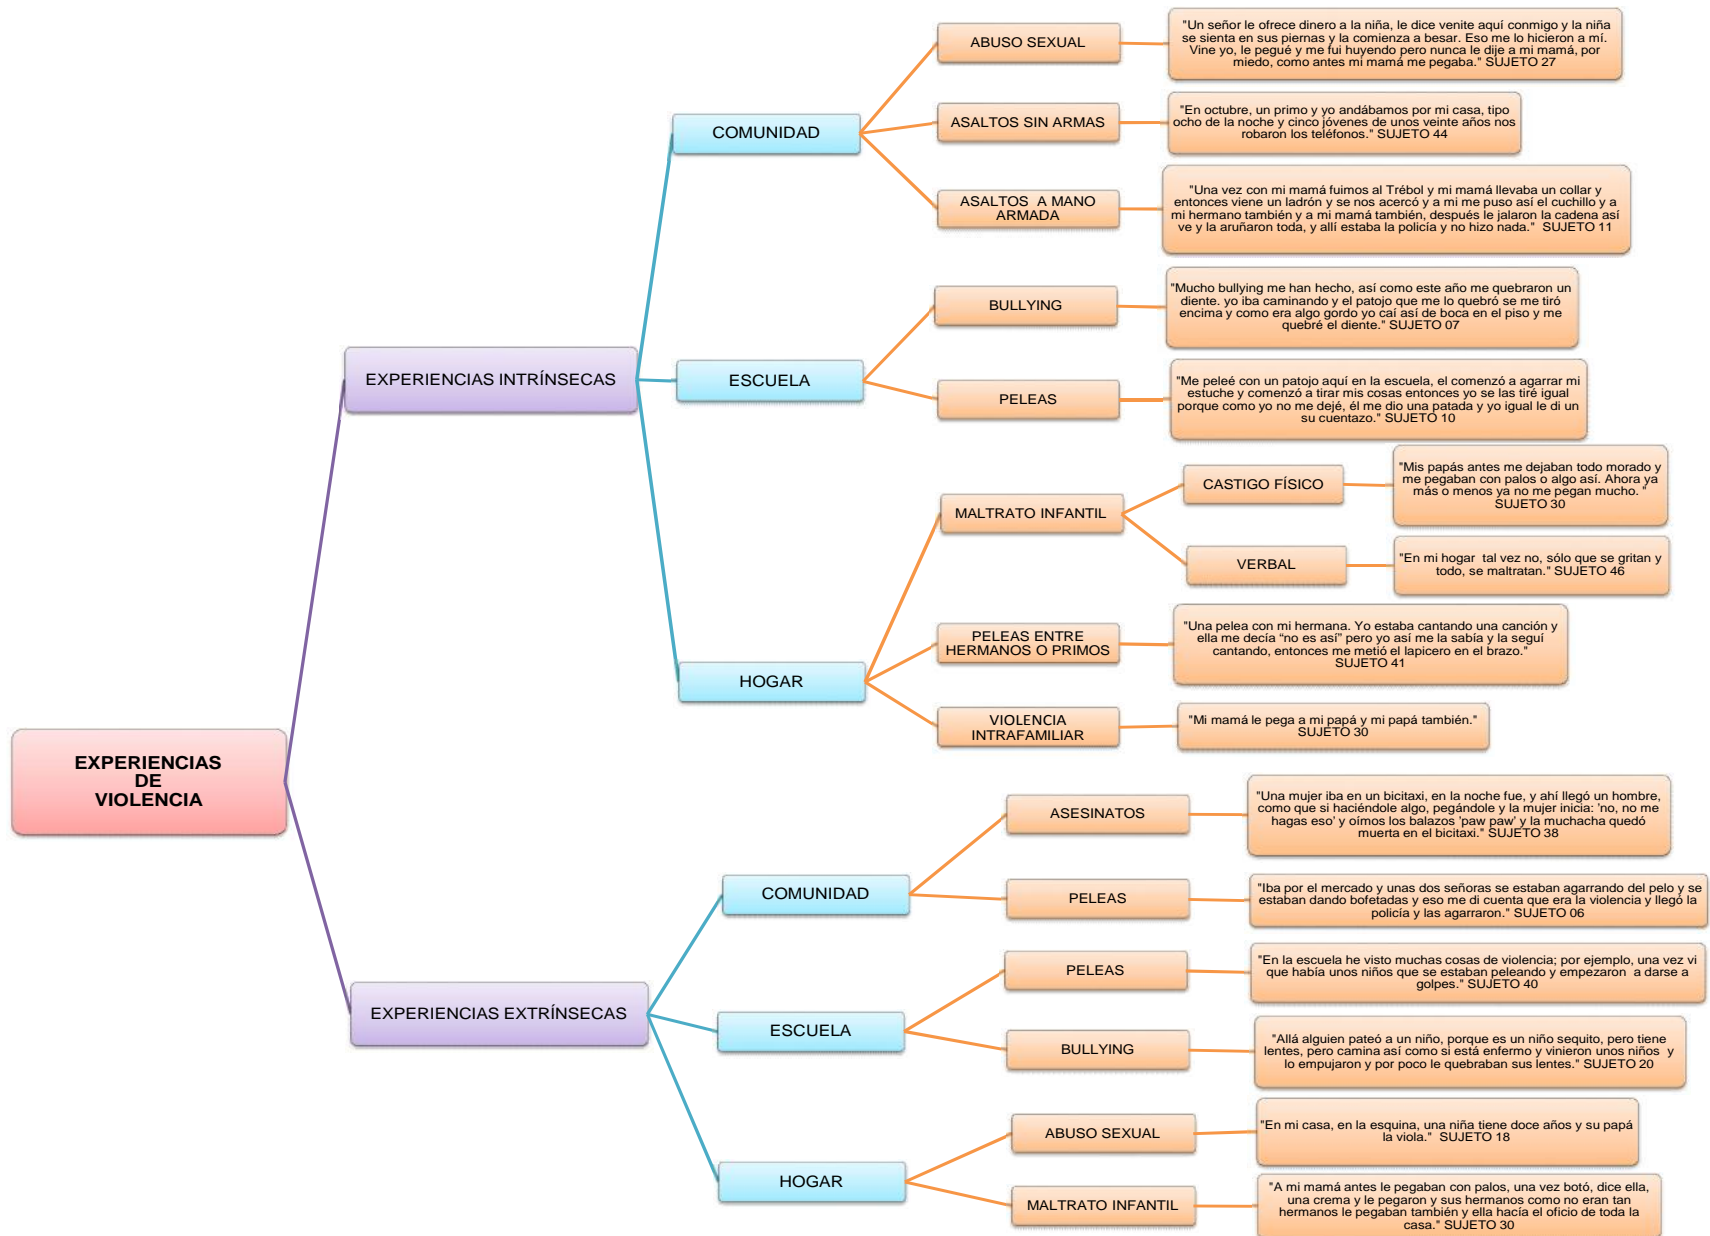 "Un señor le ofrece dinero a la niña, le dice venite aquí conmigo y la niña
se sienta en sus piernas y la comienza a besar. Eso me lo hicieron a mí.
Vine yo, le pegué y me fui huyendo pero nunca le dije a mi mamá, por
miedo, como antes mi mamá me pegaba." SUJETO 27
ABUSO SEXUAL
"En octubre, un primo y yo andábamos por mi casa, tipo
ocho de la noche y cinco jóvenes de unos veinte años nos
robaron los teléfonos." SUJETO 44
ASALTOS SIN ARMAS
COMUNIDAD
"Una vez con mi mamá fuimos al Trébol y mi mamá llevaba un collar y
entonces viene un ladrón y se nos acercó y a mi me puso así el cuchillo y a
mi hermano también y a mi mamá también, después le jalaron la cadena así
ve y la aruñaron toda, y allí estaba la policía y no hizo nada." SUJETO 11
ASALTOS A MANO
ARMADA
"Mucho bullying me han hecho, así como este año me quebraron un
diente. yo iba caminando y el patojo que me lo quebró se me tiró
encima y como era algo gordo yo caí así de boca en el piso y me
quebré el diente." SUJETO 07
BULLYING
EXPERIENCIAS INTRÍNSECAS
ESCUELA
"Me peleé con un patojo aquí en la escuela, el comenzó a agarrar mi
estuche y comenzó a tirar mis cosas entonces yo se las tiré igual
porque como yo no me dejé, él me dio una patada y yo igual le di un
su cuentazo." SUJETO 10
PELEAS
"Mis papás antes me dejaban todo morado y
me pegaban con palos o algo así. Ahora ya
más o menos ya no me pegan mucho. "
SUJETO 30
CASTIGO FÍSICO
MALTRATO INFANTIL
"En mi hogar tal vez no, sólo que se gritan y
todo, se maltratan." SUJETO 46
VERBAL
"Una pelea con mi hermana. Yo estaba cantando una canción y
ella me decía “no es así” pero yo así me la sabía y la seguí
cantando, entonces me metió el lapicero en el brazo."
SUJETO 41
PELEAS ENTRE
HERMANOS O PRIMOS
HOGAR
VIOLENCIA
INTRAFAMILIAR
"Mi mamá le pega a mi papá y mi papá también."
SUJETO 30
EXPERIENCIAS
DE
VIOLENCIA
"Una mujer iba en un bicitaxi, en la noche fue, y ahí llegó un hombre,
como que si haciéndole algo, pegándole y la mujer inicia: 'no, no me
hagas eso' y oímos los balazos 'paw paw' y la muchacha quedó
muerta en el bicitaxi." SUJETO 38
ASESINATOS
COMUNIDAD
"Iba por el mercado y unas dos señoras se estaban agarrando del pelo y se
estaban dando bofetadas y eso me di cuenta que era la violencia y llegó la
policía y las agarraron." SUJETO 06
PELEAS
"En la escuela he visto muchas cosas de violencia; por ejemplo, una vez vi
que había unos niños que se estaban peleando y empezaron a darse a
golpes." SUJETO 40
PELEAS
EXPERIENCIAS EXTRÍNSECAS
ESCUELA
"Allá alguien pateó a un niño, porque es un niño sequito, pero tiene
lentes, pero camina así como si está enfermo y vinieron unos niños y
lo empujaron y por poco le quebraban sus lentes." SUJETO 20
BULLYING
"En mi casa, en la esquina, una niña tiene doce años y su papá
la viola." SUJETO 18
ABUSO SEXUAL
HOGAR
"A mi mamá antes le pegaban con palos, una vez botó, dice ella,
una crema y le pegaron y sus hermanos como no eran tan
hermanos le pegaban también y ella hacía el oficio de toda la
casa." SUJETO 30
MALTRATO INFANTIL